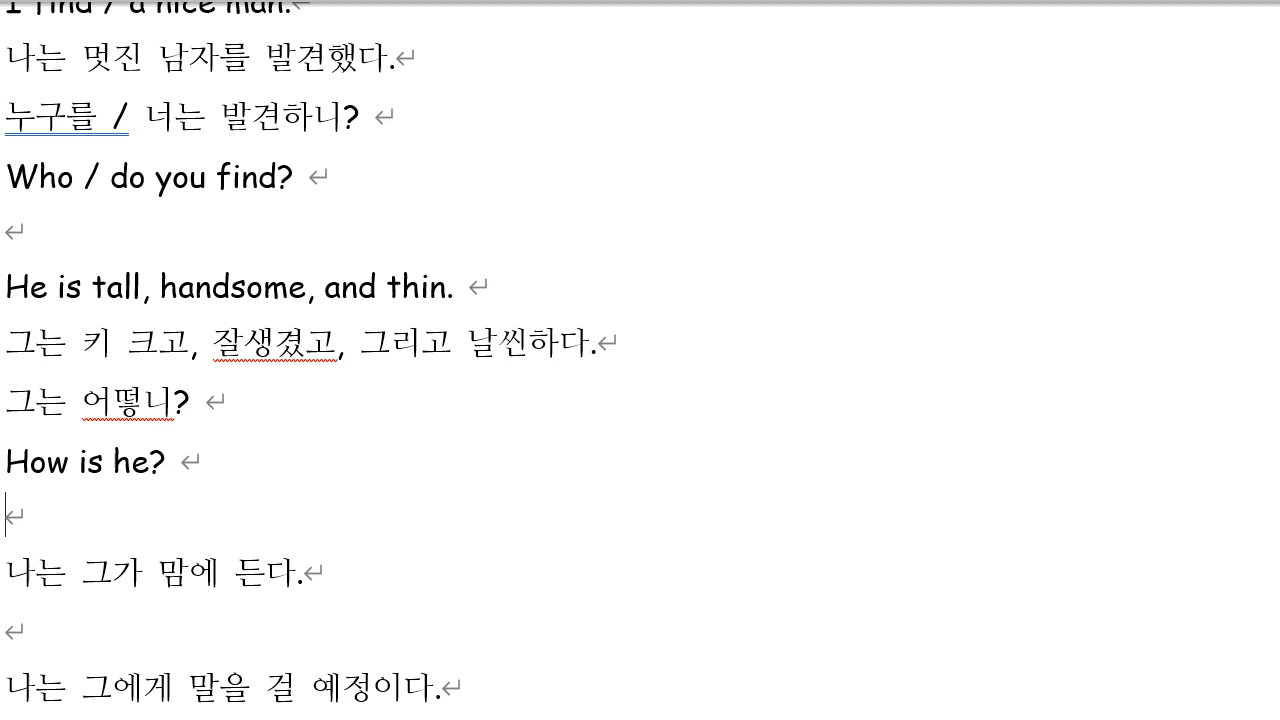 I find / a nice man.
나는 멋진 남자를 발견했다.
누구를 / 너는 발견하니?
Who / do you find?
He is tall, handsome, and thin.
그는 키 크고, 잘생겼고, 그리고 날씬하다.
그는 어떻니?
How is he?
나는 그가 맘에 든다.
나는 그에게 말을 걸 예정이다.